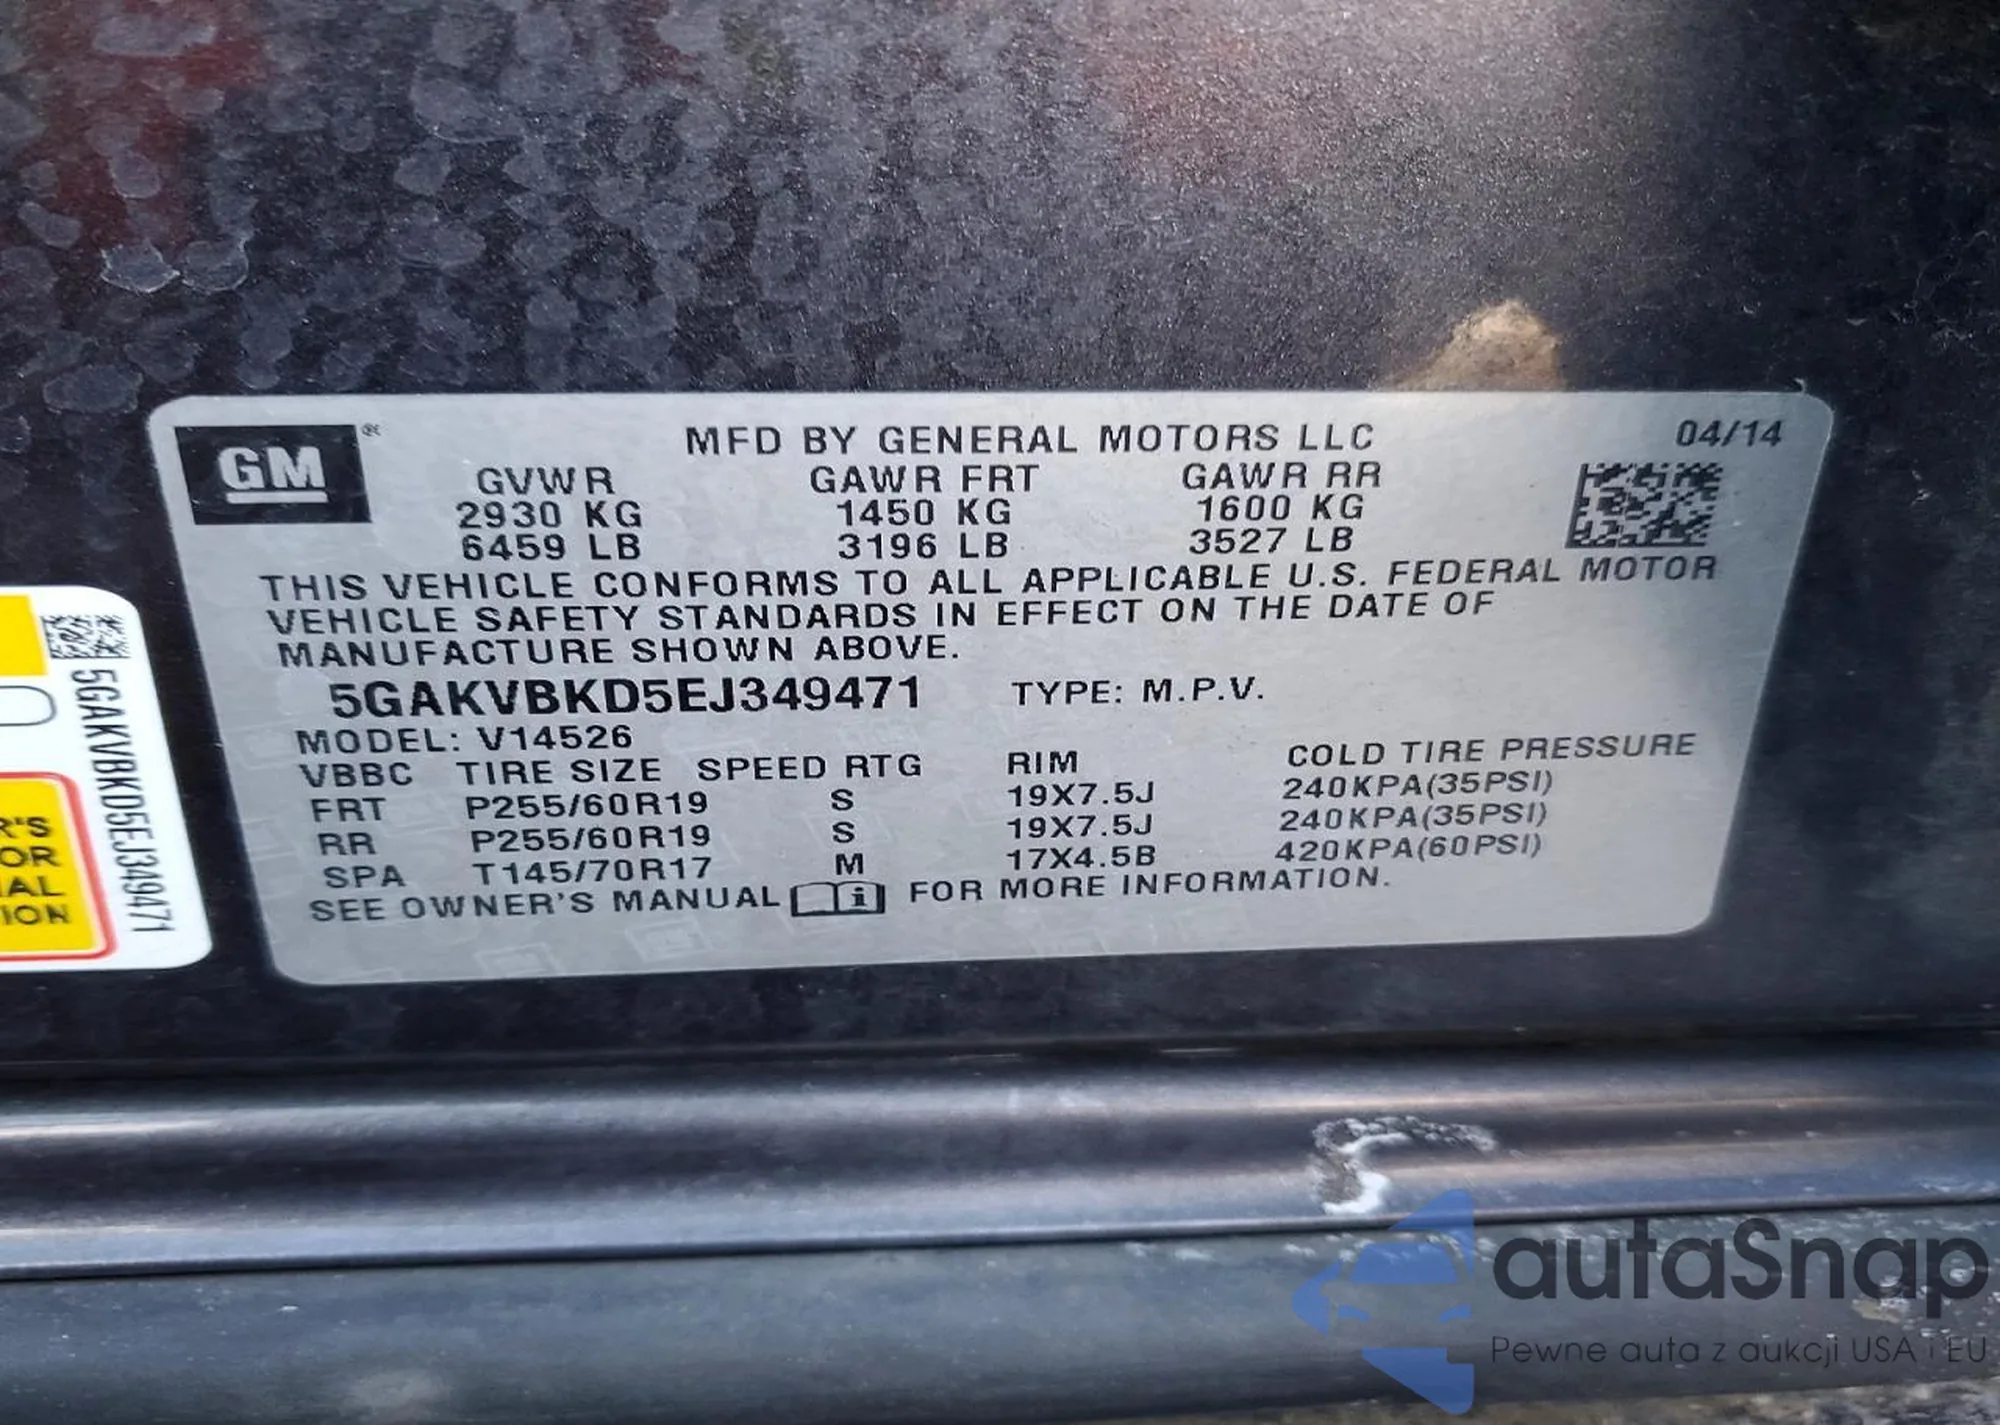 GM ®
MFD BY GENERAL MOTORS LLC 04/14
GVWR GAWR FRT GAWR RR
2930 KG 1450 KG 1600 KG
6459 LB 3196 LB 3527 LB
THIS VEHICLE CONFORMS TO ALL APPLICABLE U.S. FEDERAL MOTOR
VEHICLE SAFETY STANDARDS IN EFFECT ON THE DATE OF
MANUFACTURE SHOWN ABOVE.
5GAKVBKD5EJ349471 TYPE: M.P.V.
MODEL: V14526
VBBC TIRE SIZE SPEED RTG RIM COLD TIRE PRESSURE
FRT P255/60R19 S 19X7.5J 240KPA(35PSI)
RR P255/60R19 S 19X7.5J 240KPA(35PSI)
SPA T145/70R17 M 17X4.5B 420KPA(60PSI)
SEE OWNER'S MANUAL i FOR MORE INFORMATION.
5GAKVBKD5EJ349471
R'S
OR
AL
ION
autaSnap
Pewne auta z aukcji USA i EU